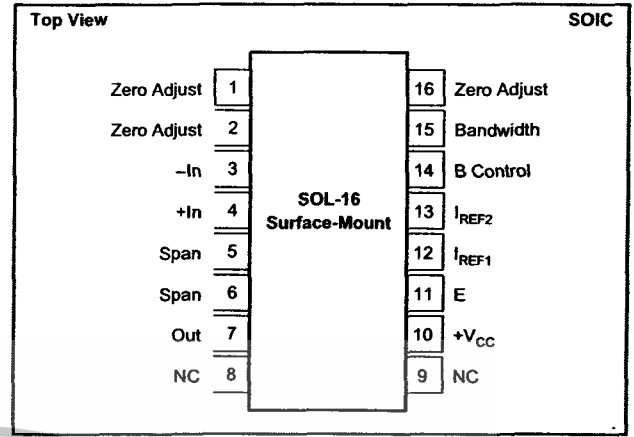 Top View SOIC
Zero Adjust 1 16 Zero Adjust
Zero Adjust 2 15 Bandwidth
–In 3 14 B Control
+In 4 13 IREF2
Span 5 12 IREF1
Span 6 11 E
Out 7 10 +VCC
NC 8 9 NC
SOL-16
Surface-Mount